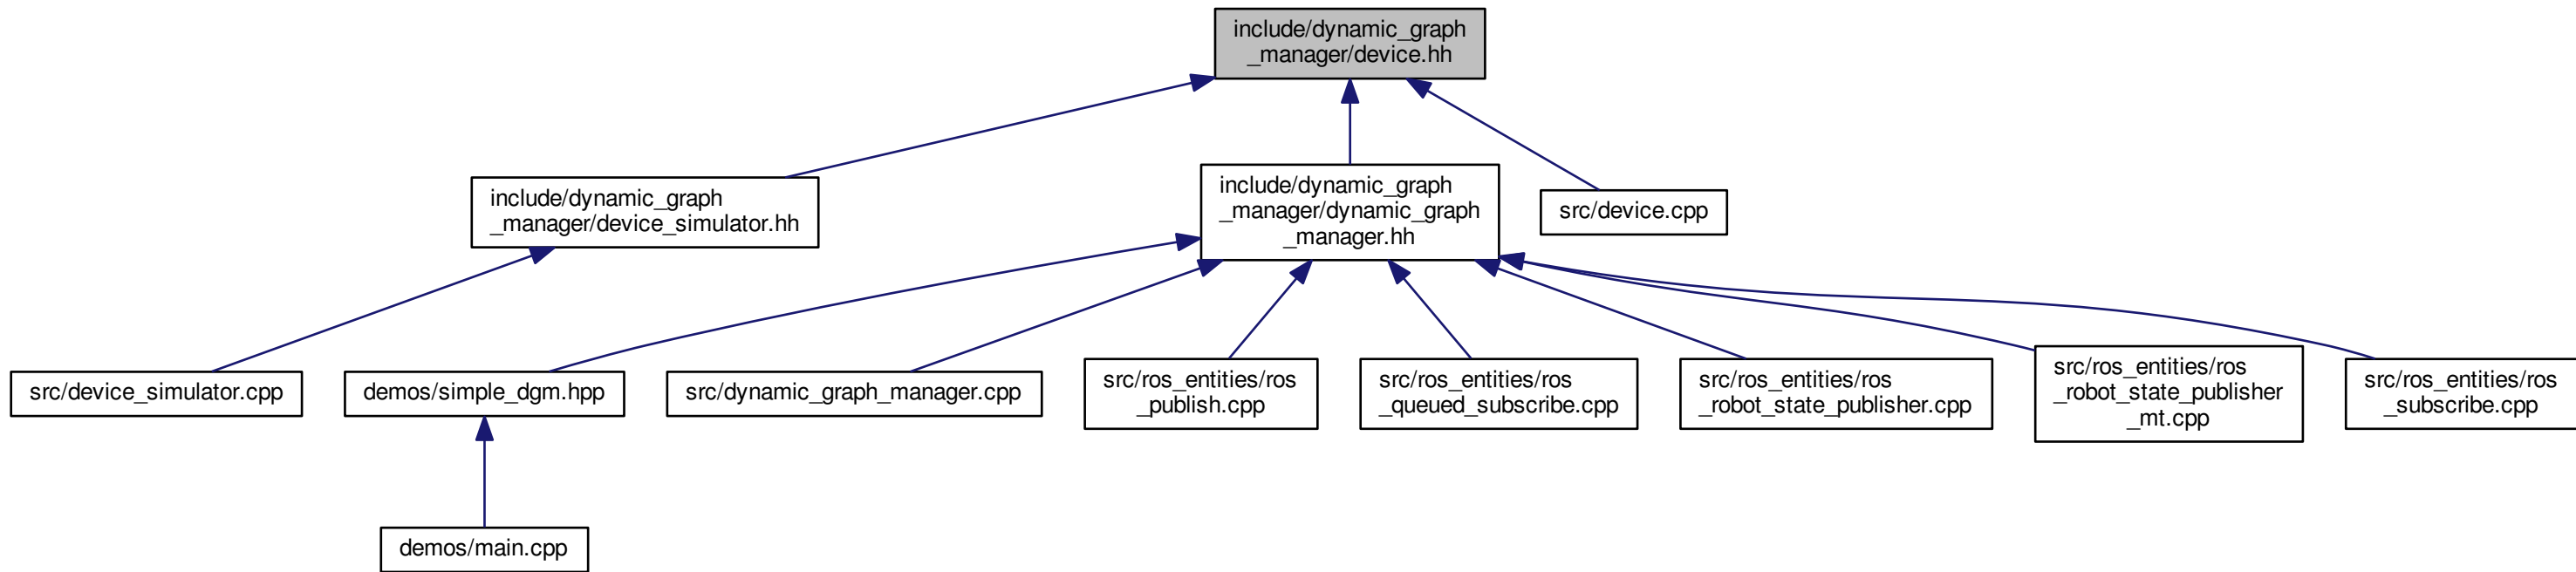 include/dynamic_graph
_manager/device.hh
include/dynamic_graph
_manager/device_simulator.hh
include/dynamic_graph
_manager/dynamic_graph
_manager.hh
src/device.cpp
src/device_simulator.cpp
demos/simple_dgm.hpp
src/dynamic_graph_manager.cpp
src/ros_entities/ros
_publish.cpp
src/ros_entities/ros
_queued_subscribe.cpp
src/ros_entities/ros
_robot_state_publisher.cpp
src/ros_entities/ros
_robot_state_publisher
_mt.cpp
src/ros_entities/ros
_subscribe.cpp
demos/main.cpp